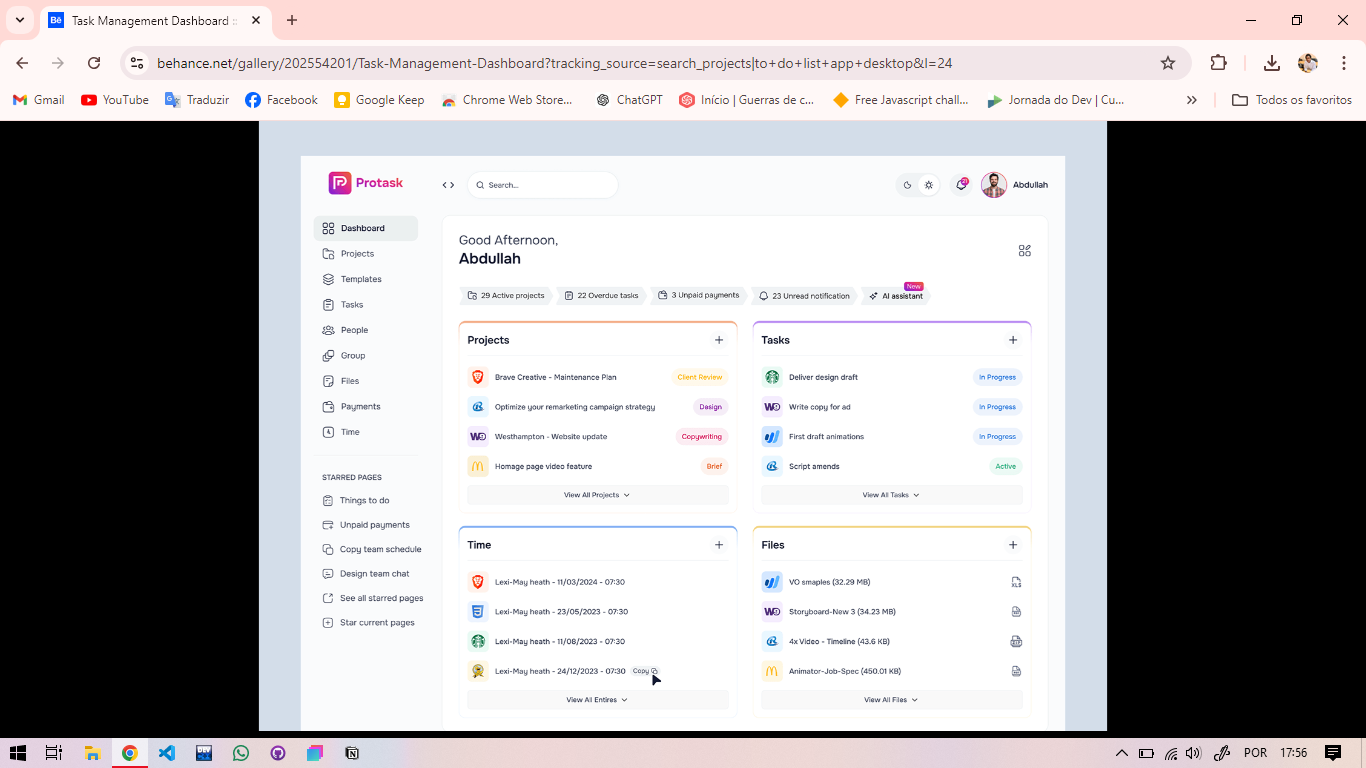 Bē Task Management Dashboard ::
behance.net/gallery/202554201/Task-Management-Dashboard?tracking_source=search_projects|to+do+list+app+desktop&l=24
Gmail YouTube Traduzir Facebook Google Keep Chrome Web Store... ChatGPT Início | Guerras de c... Free Javascript chall... Jornada do Dev | Cu... Todos os favoritos
Protask
Search...
21
Abdullah
Dashboard
Projects
Templates
Tasks
People
Group
Files
Payments
Time
STARRED PAGES
Things to do
Unpaid payments
Copy team schedule
Design team chat
See all starred pages
Star current pages
Good Afternoon,
Abdullah
29 Active projects 22 Overdue tasks 3 Unpaid payments 23 Unread notification AI assistant New
Projects
Brave Creative - Maintenance Plan Client Review
Optimize your remarketing campaign strategy Design
Westhampton - Website update Copywriting
Homage page video feature Brief
View All Projects
Tasks
Deliver design draft In Progress
Write copy for ad In Progress
First draft animations In Progress
Script amends Active
View All Tasks
Time
Lexi-May heath - 11/03/2024 - 07:30
Lexi-May heath - 23/05/2023 - 07:30
Lexi-May heath - 11/08/2023 - 07:30
Lexi-May heath - 24/12/2023 - 07:30 Copy
View All Entires
Files
VO smaples (32.29 MB) XLS
Storyboard-New 3 (34.23 MB)
4x Video - Timeline (43.6 KB)
Animator-Job-Spec (450.01 KB)
View All Files
POR 17:56